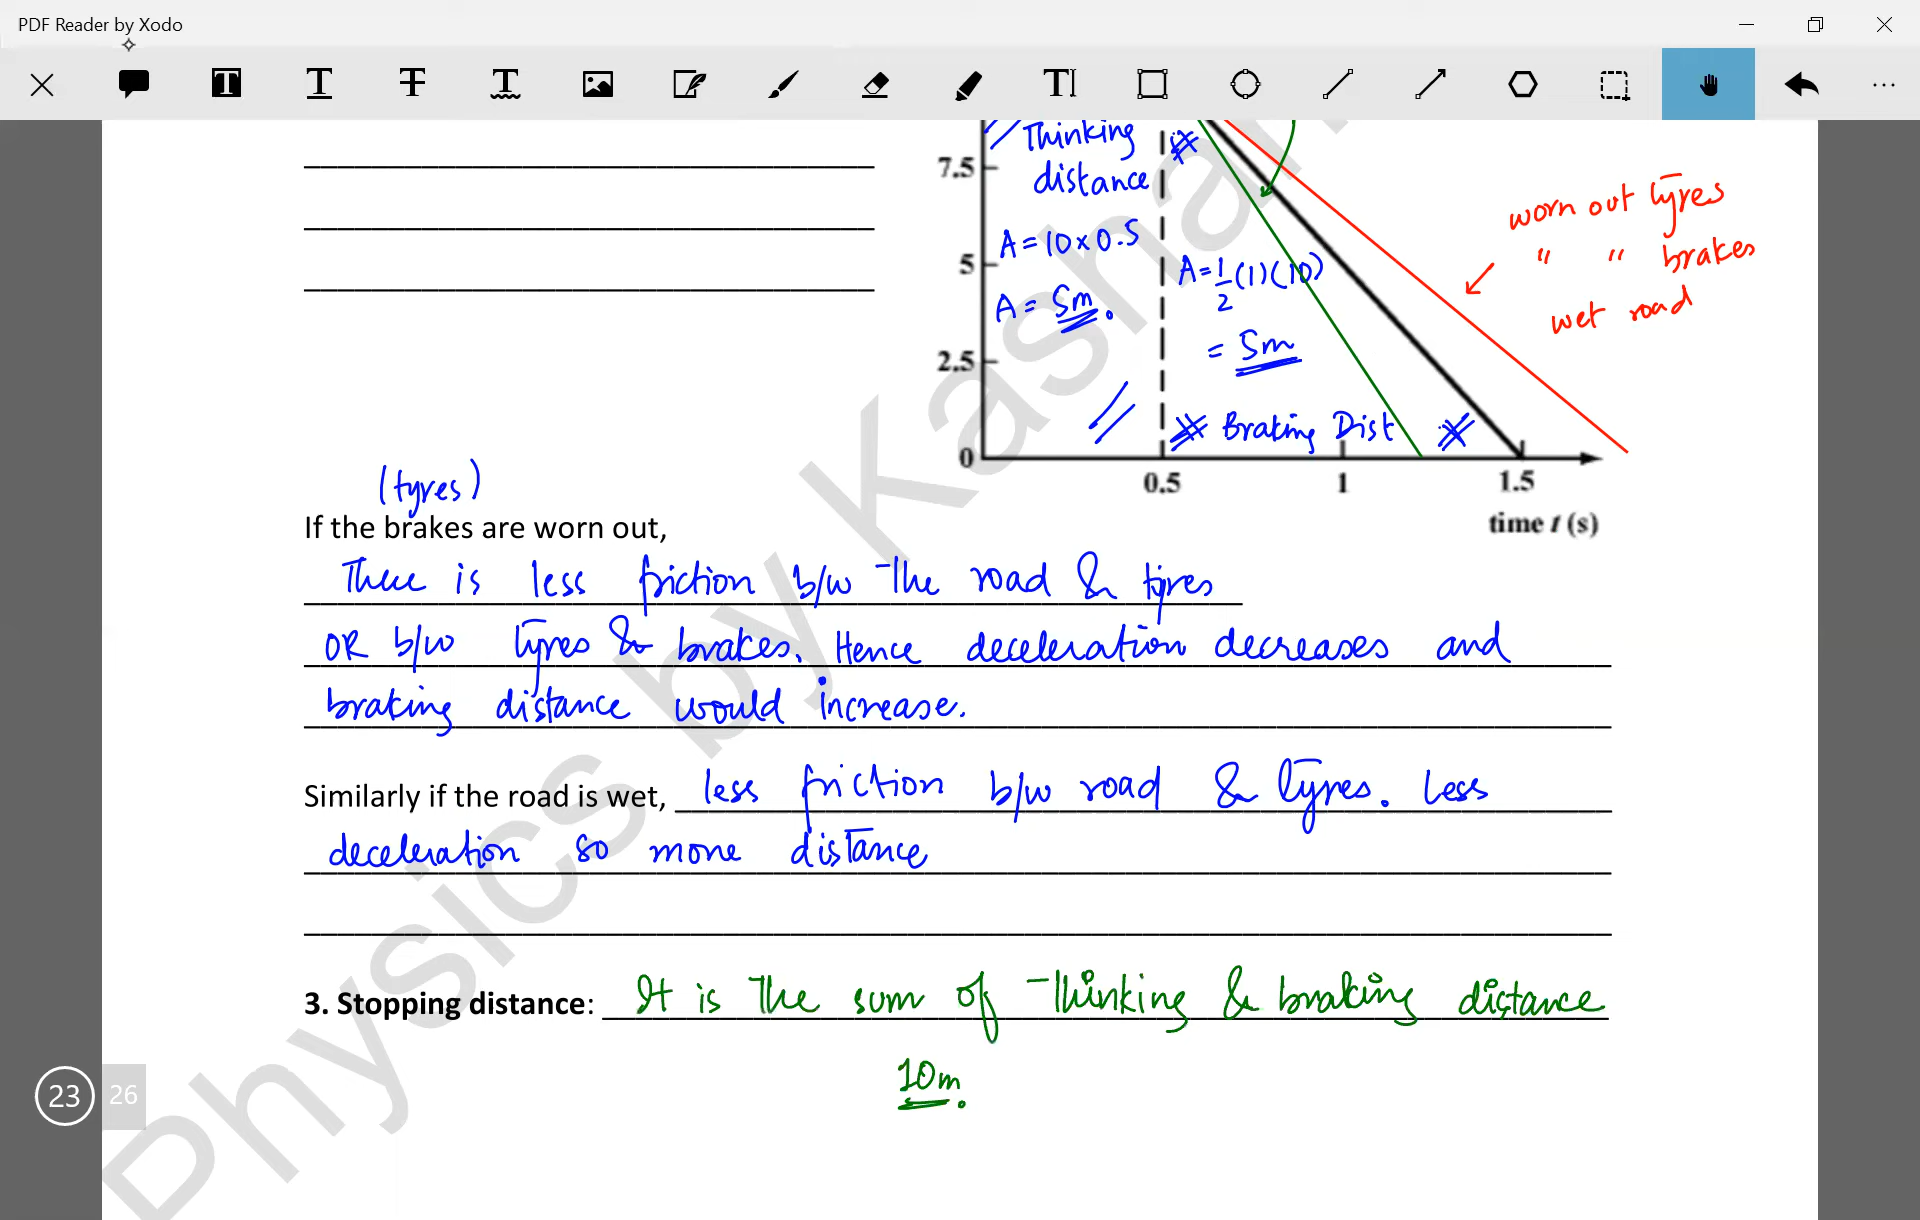 PDF Reader by Xodo
Thinking
distance
7.5
A = 10 × 0.5
5
A = 5m.
A = 1/2 (1)(10)
= 5m
2.5
Braking Dist
0
0.5
1
1.5
time t (s)
worn out tyres
" " brakes
wet road
(tyres)
If the brakes are worn out,
There is less friction b/w the road & tyres
OR b/w tyres & brakes. Hence deceleration decreases and
braking distance would increase.
Similarly if the road is wet, less friction b/w road & tyres. Less
deceleration so more distance
3. Stopping distance: It is the sum of thinking & braking distance
10m.
23
26
Physics by Kashan